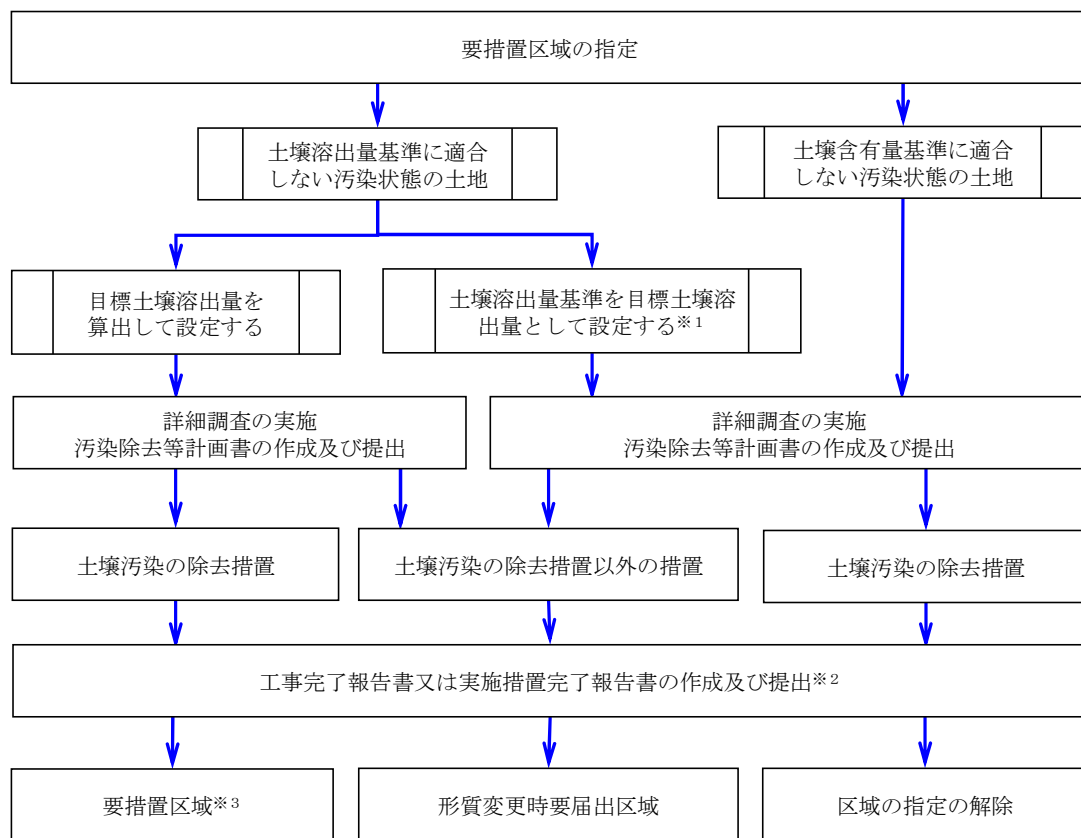 要措置区域の指定
土壌溶出量基準に適合
しない汚染状態の土地
土壌含有量基準に適合
しない汚染状態の土地
目標土壌溶出量を
算出して設定する
土壌溶出量基準を目標土壌溶
出量として設定する※1
詳細調査の実施
汚染除去等計画書の作成及び提出
詳細調査の実施
汚染除去等計画書の作成及び提出
土壌汚染の除去措置
土壌汚染の除去措置以外の措置
土壌汚染の除去措置
工事完了報告書又は実施措置完了報告書の作成及び提出※2
要措置区域※3
形質変更時要届出区域
区域の指定の解除